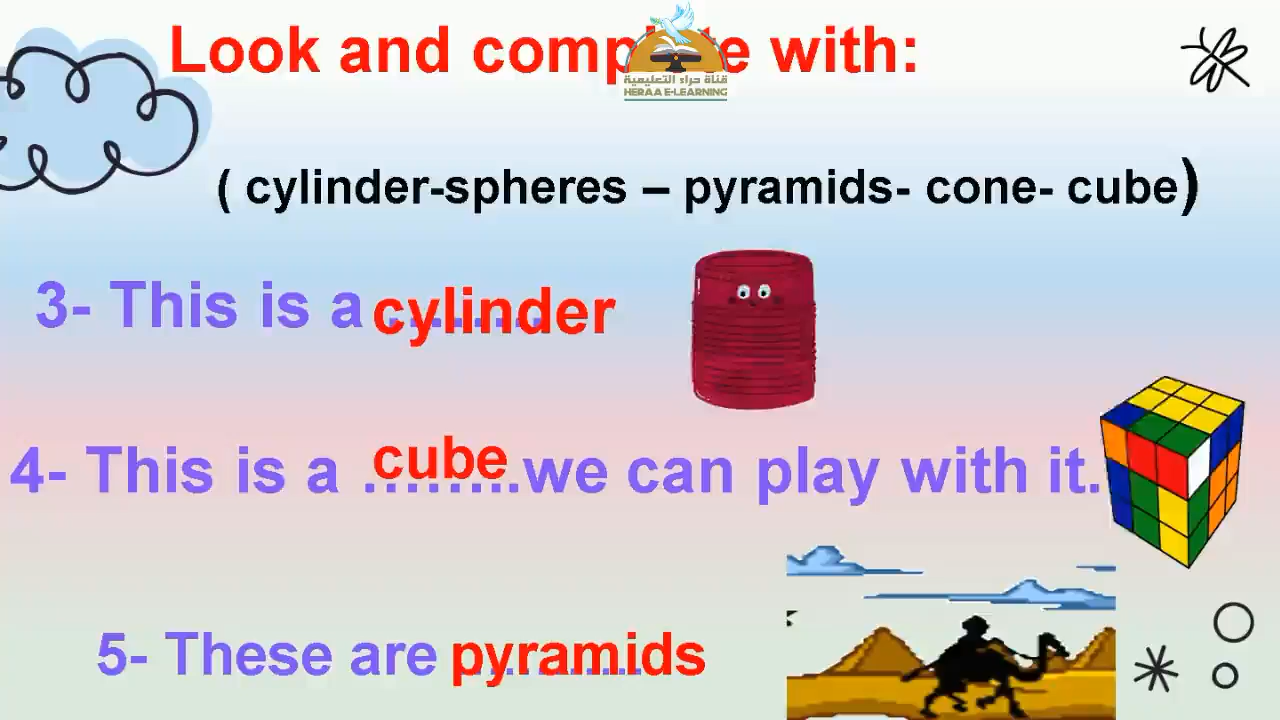 Look and complete with:
قناة حراء التعليمية
HERAA E-LEARNING
( cylinder-spheres – pyramids- cone- cube)
3- This is a cylinder
4- This is a cube ........we can play with it.
5- These are pyramids